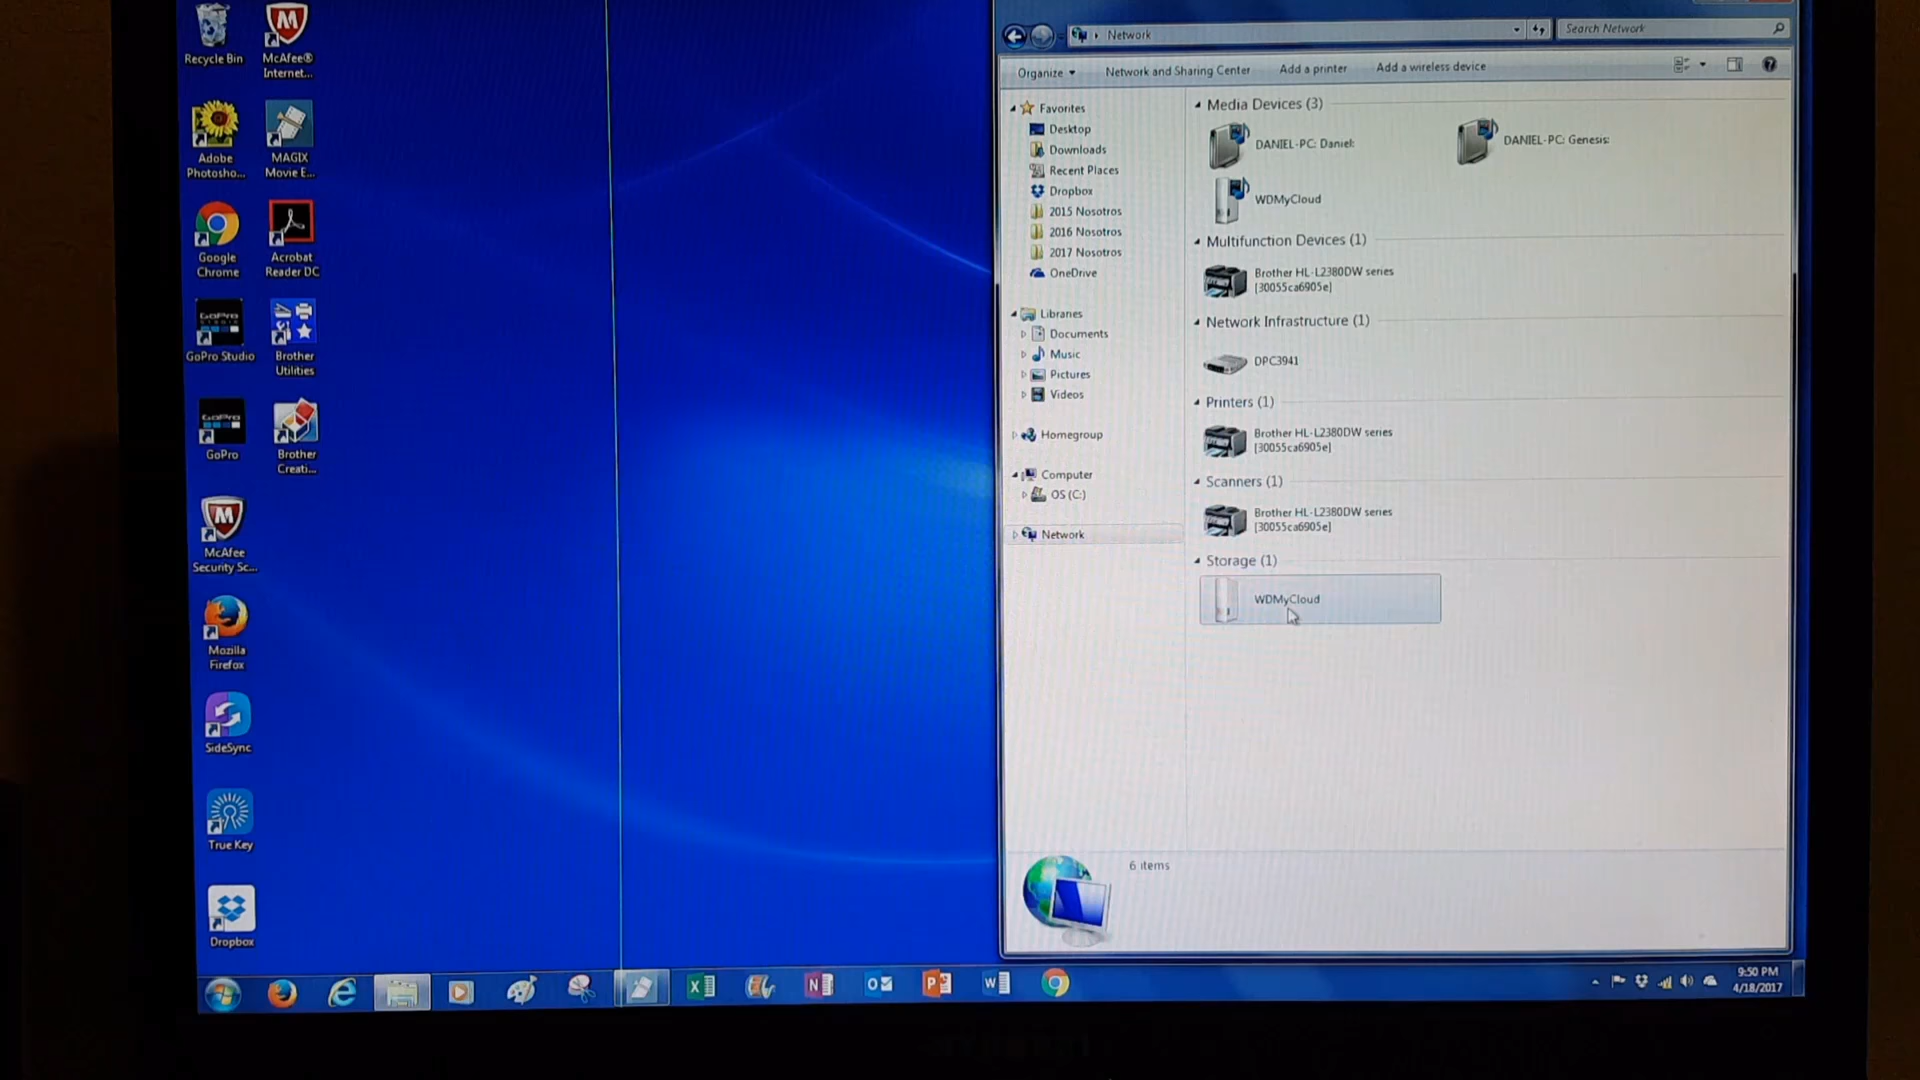 Recycle Bin
McAfee®
Internet...
Adobe
Photosho...
MAGIX
Movie E...
Google
Chrome
Acrobat
Reader DC
GoPro Studio
Brother
Utilities
GoPro
Brother
Creati...
McAfee
Security Sc...
Mozilla
Firefox
SideSync
True Key
Dropbox
Network
Search Network
Organize
Network and Sharing Center
Add a printer
Add a wireless device
Favorites
Desktop
Downloads
Recent Places
Dropbox
2015 Nosotros
2016 Nosotros
2017 Nosotros
OneDrive
Libraries
Documents
Music
Pictures
Videos
Homegroup
Computer
OS (C:)
Network
Media Devices (3)
DANIEL-PC: Daniel:
DANIEL-PC: Genesis:
WDMyCloud
Multifunction Devices (1)
Brother HL-L2380DW series
[30055ca6905e]
Network Infrastructure (1)
DPC3941
Printers (1)
Brother HL-L2380DW series
[30055ca6905e]
Scanners (1)
Brother HL-L2380DW series
[30055ca6905e]
Storage (1)
WDMyCloud
6 items
9:50 PM
4/18/2017